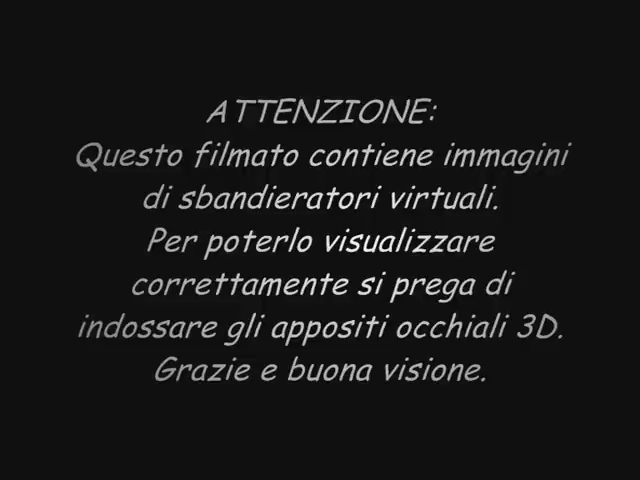 ATTENZIONE:
Questo filmato contiene immagini
di sbandieratori virtuali.
Per poterlo visualizzare
correttamente si prega di
indossare gli appositi occhiali 3D.
Grazie e buona visione.